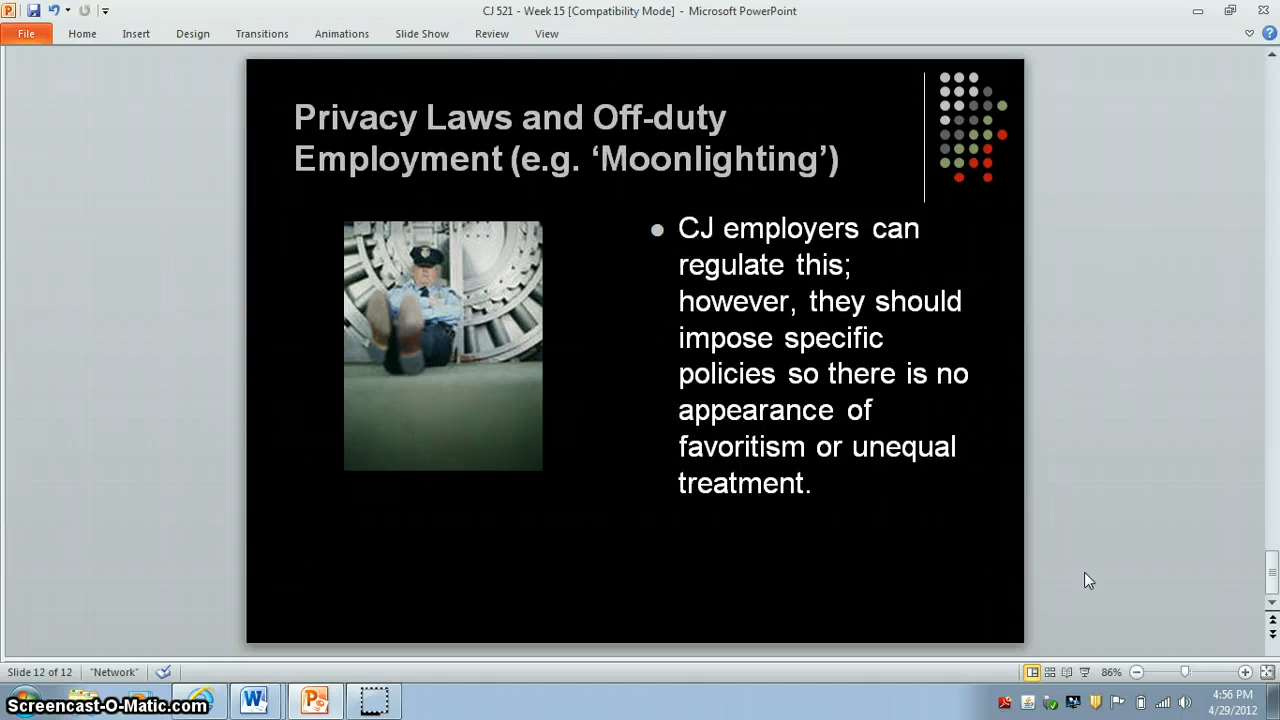 CJ 521 - Week 15 [Compatibility Mode] - Microsoft PowerPoint
File Home Insert Design Transitions Animations Slide Show Review View
Privacy Laws and Off-duty
Employment (e.g. ‘Moonlighting’)
CJ employers can
regulate this;
however, they should
impose specific
policies so there is no
appearance of
favoritism or unequal
treatment.
Slide 12 of 12 "Network" 86%
Screencast-O-Matic.com
4:56 PM
4/29/2012